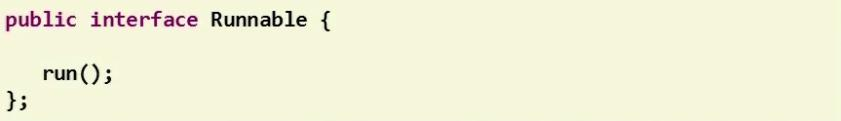 public interface Runnable {
run();
};